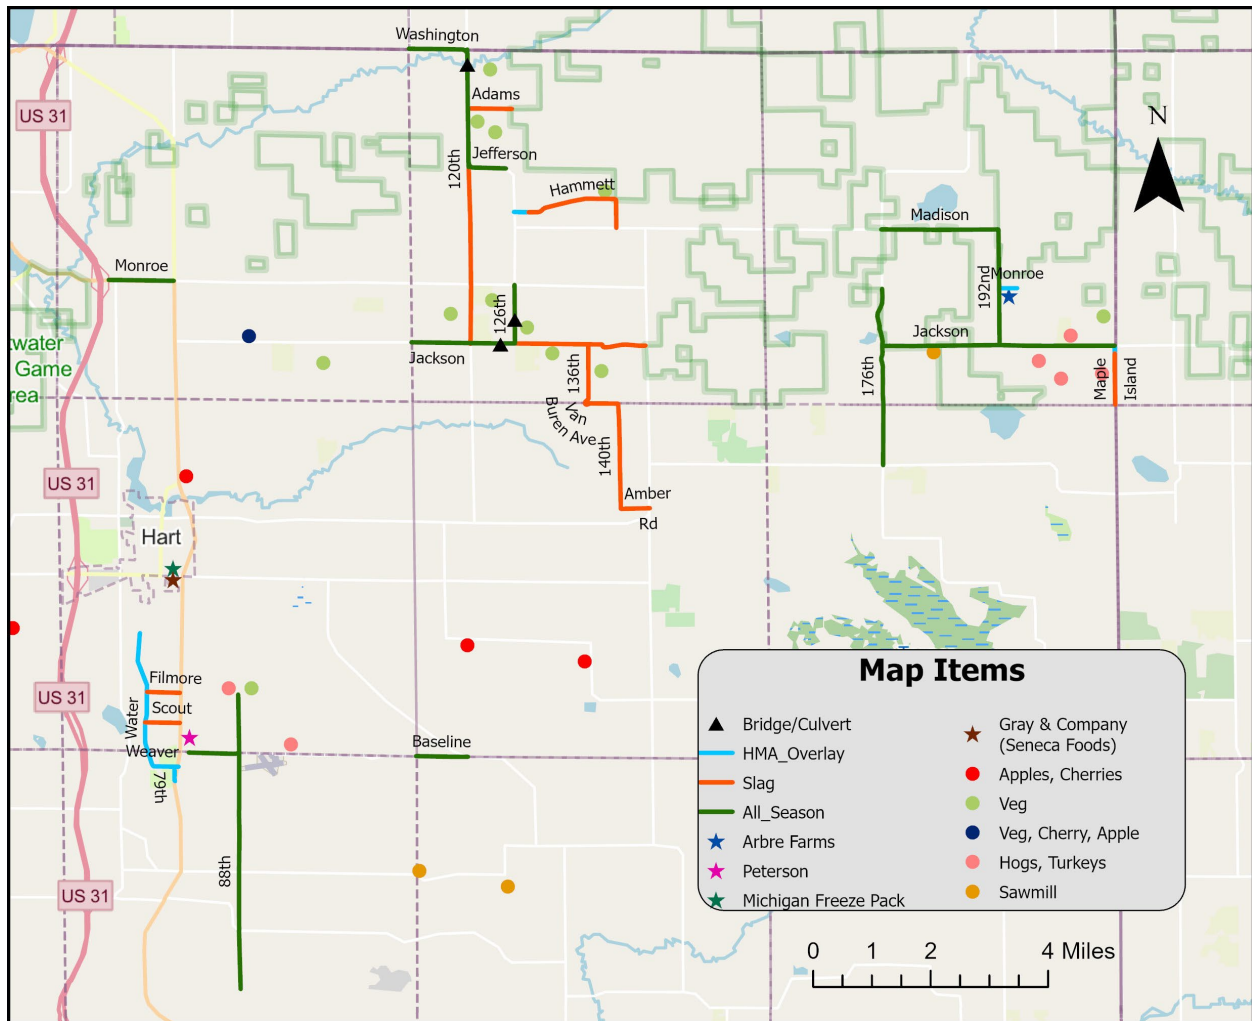 Washington
US 31
Adams
N
120th
Jefferson
Hammett
Madison
Monroe
192nd
Monroe
126th
Jackson
Jackson
twater
Game
rea
136th
176th
Maple
Island
Van
Buren Ave
140th
US 31
Amber
Rd
Hart
Filmore
US 31
Water
Scout
Weaver
Baseline
79th
88th
US 31
Map Items
Bridge/Culvert
HMA_Overlay
Slag
All_Season
Arbre Farms
Peterson
Michigan Freeze Pack
Gray & Company
(Seneca Foods)
Apples, Cherries
Veg
Veg, Cherry, Apple
Hogs, Turkeys
Sawmill
0 1 2 4 Miles